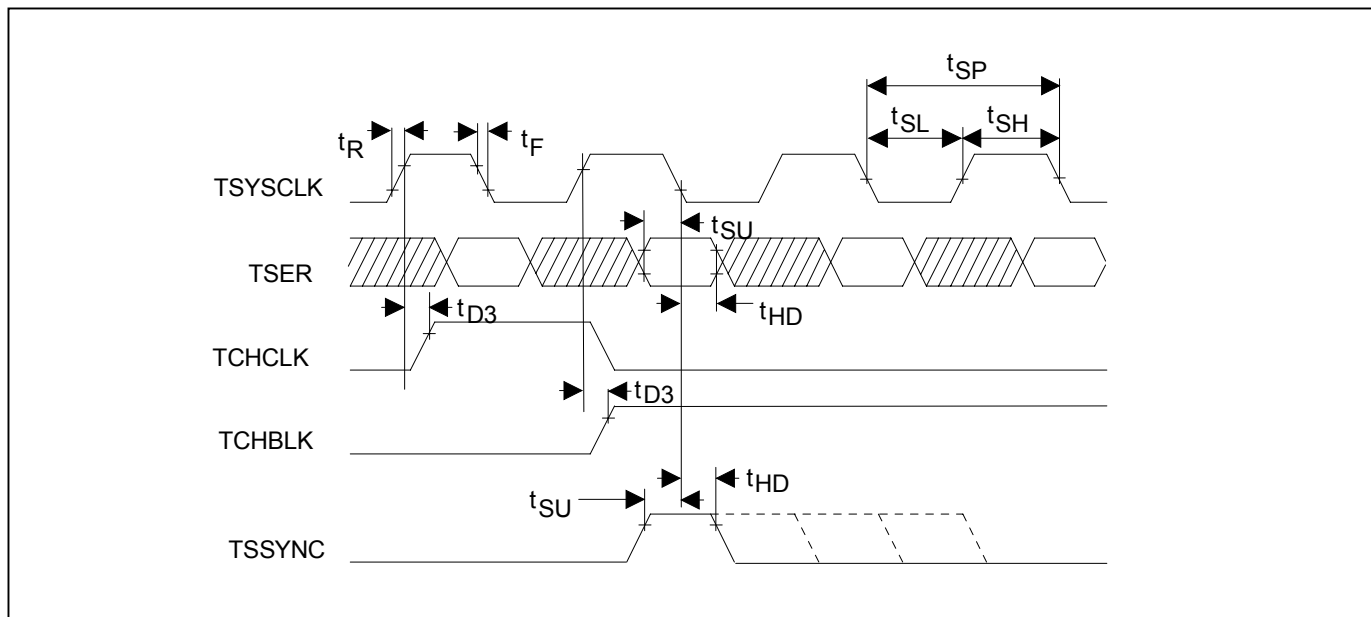 tSP
tSL tSH
tR tF
TSYSCLK
tSU
TSER
tD3 tHD
TCHCLK
tD3
TCHBLK
tSU tHD
TSSYNC